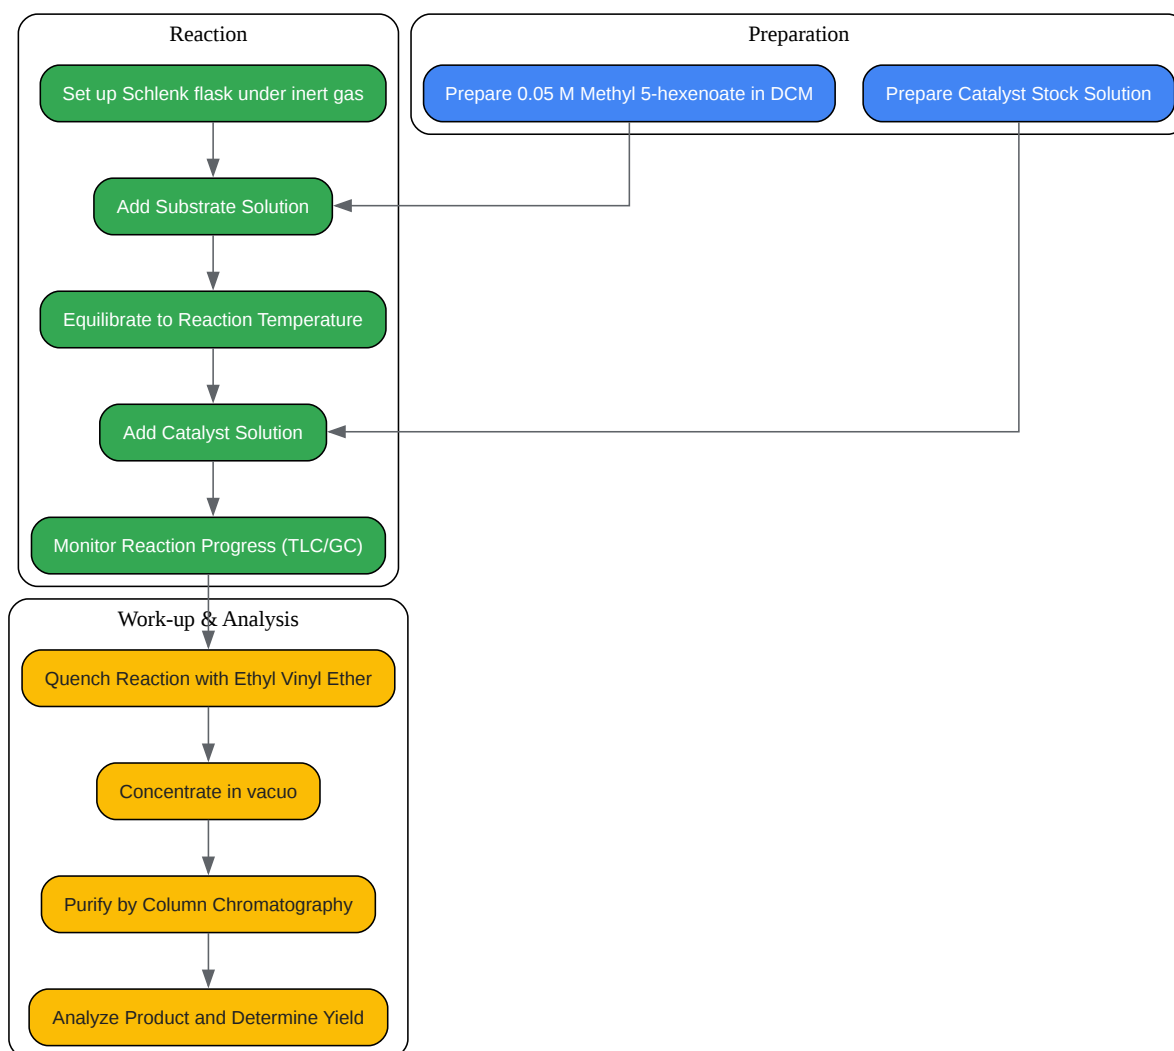 Reaction
Preparation
Set up Schlenk flask under inert gas
Prepare 0.05 M Methyl 5-hexenoate in DCM
Prepare Catalyst Stock Solution
Add Substrate Solution
Equilibrate to Reaction Temperature
Add Catalyst Solution
Monitor Reaction Progress (TLC/GC)
Work-up & Analysis
Quench Reaction with Ethyl Vinyl Ether
Concentrate in vacuo
Purify by Column Chromatography
Analyze Product and Determine Yield